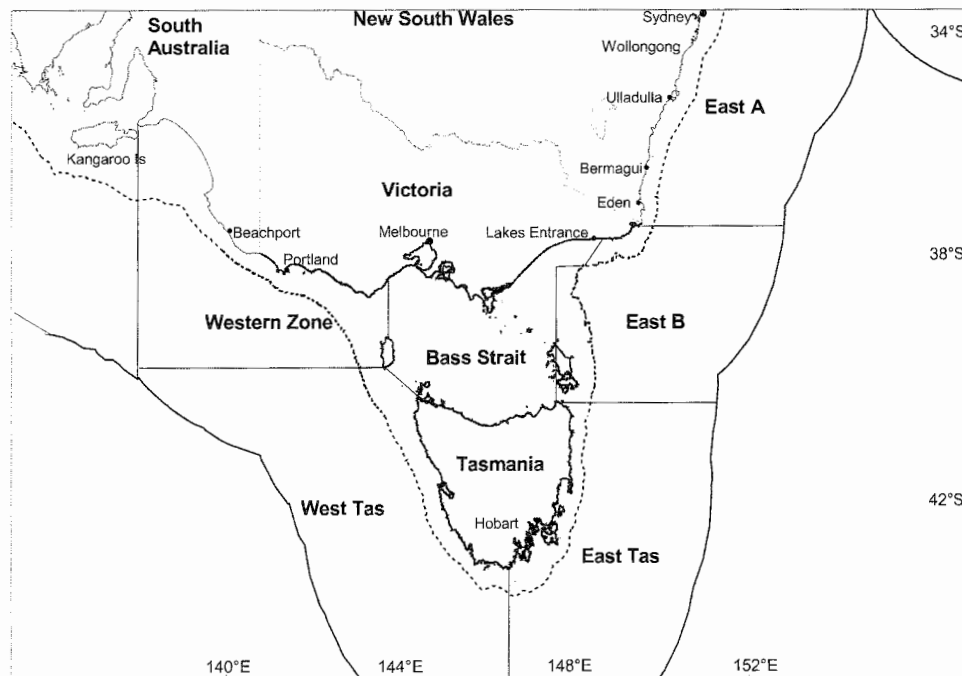 New South Wales
Sydney
34°S
South
Australia
Wollongong
Ulladulla
East A
Kangaroo Is
Bermagui
Victoria
Eden
Beachport
Melbourne
Lakes Entrance
38°S
Portland
Western Zone
East B
Bass Strait
Tasmania
West Tas
42°S
Hobart
East Tas
140°E
144°E
148°E
152°E